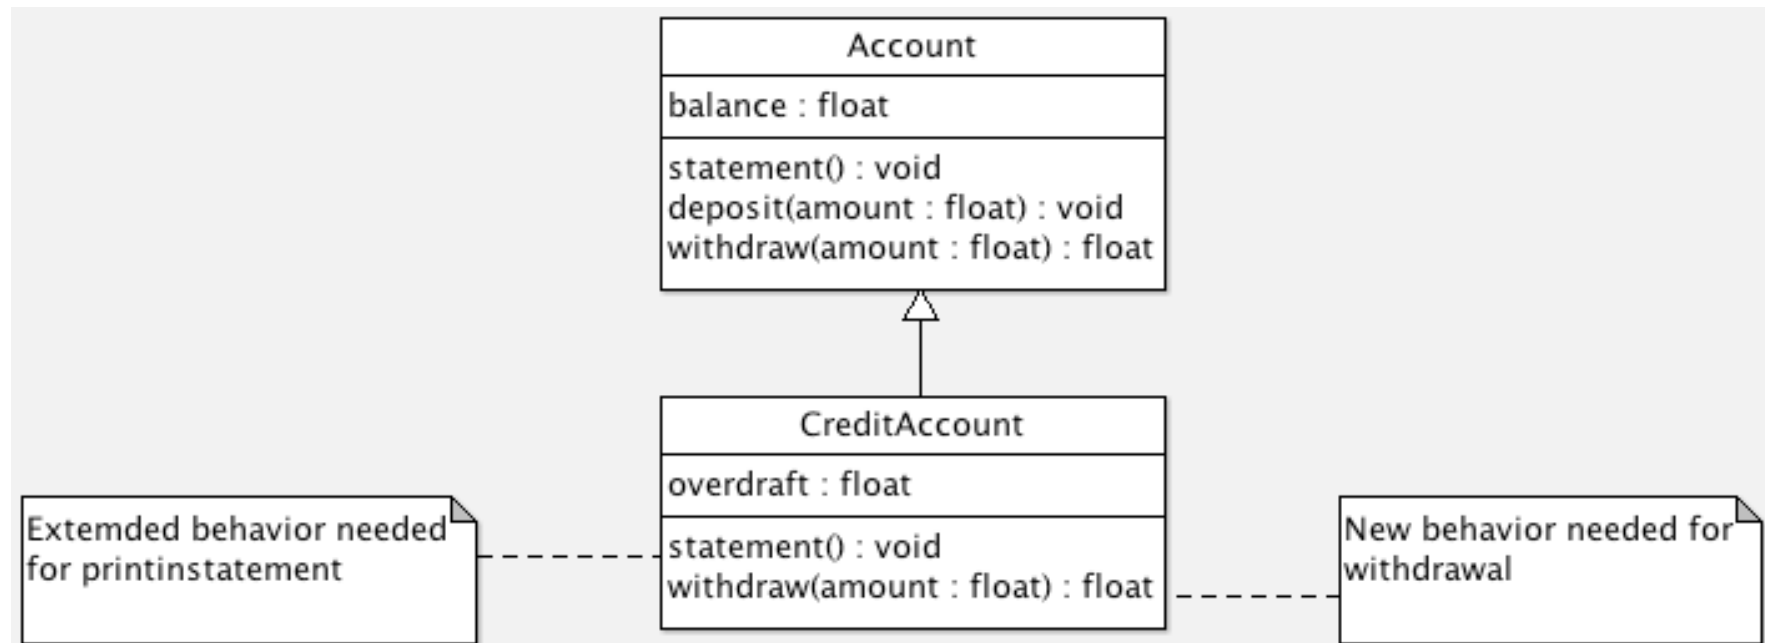 Account
balance : float
statement() : void
deposit(amount : float) : void
withdraw(amount : float) : float
CreditAccount
overdraft : float
statement() : void
withdraw(amount : float) : float
Extemded behavior needed
for printinstatement
New behavior needed for
withdrawal